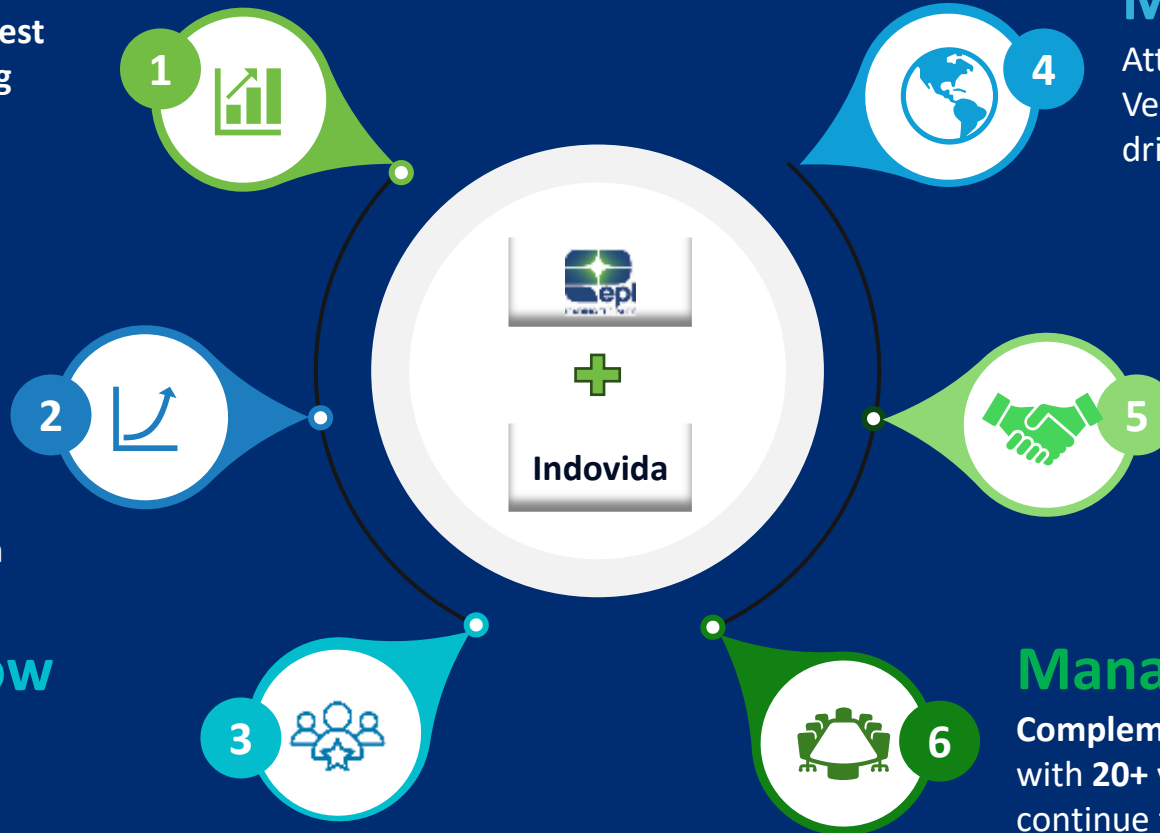 est
g
1
2
ow
3
epl
+
Indovida
4
Att
Ve
dri
5
6
Mana
Complem
with 20+
continue